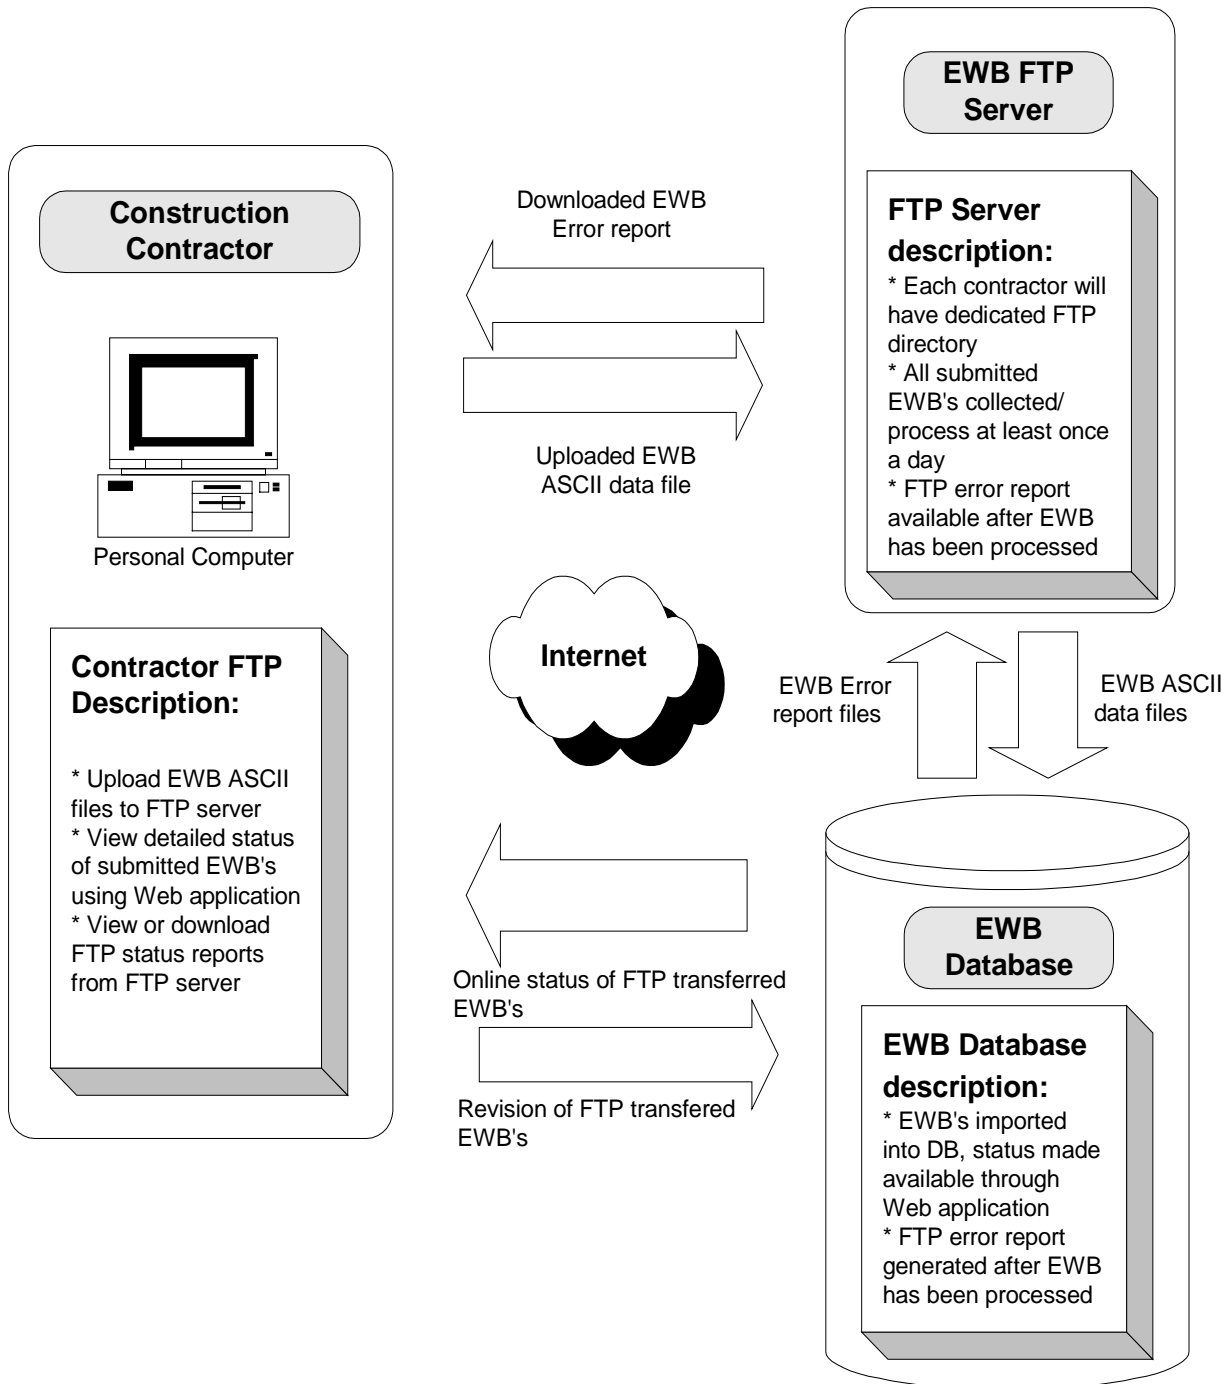 EWB FTP
Server
FTP Server
description:
* Each contractor will
have dedicated FTP
directory
* All submitted
EWB's collected/
process at least once
a day
* FTP error report
available after EWB
has been processed
Construction
Contractor
Personal Computer
Contractor FTP
Description:
* Upload EWB ASCII
files to FTP server
* View detailed status
of submitted EWB's
using Web application
* View or download
FTP status reports
from FTP server
Downloaded EWB
Error report
Uploaded EWB
ASCII data file
Internet
EWB Error
report files
EWB ASCII
data files
Online status of FTP transferred
EWB's
Revision of FTP transfered
EWB's
EWB
Database
EWB Database
description:
* EWB's imported
into DB, status made
available through
Web application
* FTP error report
generated after EWB
has been processed